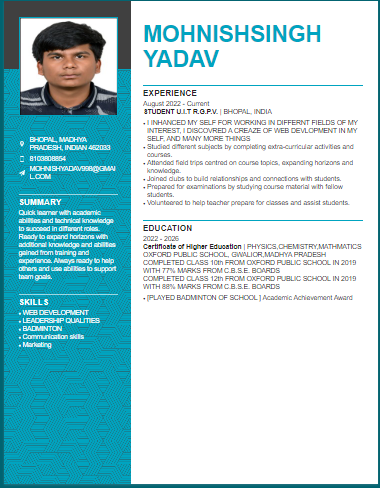 MOHNISHSINGH
YADAV
BHOPAL, MADHYA
PRADESH, INDIAN 462033
8103808854
MOHNISHYADAV998@GMAI
L.COM
SUMMARY
Quick learner with academic
abilities and technical knowledge
to succeed in different roles.
Ready to expand horizons with
additional knowledge and abilities
gained from training and
experience. Always ready to help
others and use abilities to support
team goals.
SKILLS
• WEB DEVELOPMENT
• LEADERSHIP QUALITIES
• BADMINTON
• Communication skills
• Marketing
EXPERIENCE
August 2022 - Current
STUDENT U.I.T R.G.P.V. | BHOPAL, INDIA
• I INHANCED MY SELF FOR WORKING IN DIFFERNT FIELDS OF MY
INTEREST, I DISCOVRED A CREAZE OF WEB DEVLOPMENT IN MY
SELF, AND MANY MORE THINGS
• Studied different subjects by completing extra-curricular activities and
courses.
• Attended field trips centred on course topics, expanding horizons and
knowledge.
• Joined clubs to build relationships and connections with students.
• Prepared for examinations by studying course material with fellow
students.
• Volunteered to help teacher prepare for classes and assist students.
EDUCATION
2022 - 2026
Certificate of Higher Education | PHYSICS,CHEMISTRY,MATHMATICS
OXFORD PUBLIC SCHOOL, GWALIOR,MADHYA PRADESH
COMPLETED CLASS 10th FROM OXFORD PUBLIC SCHOOL IN 2019
WITH 77% MARKS FROM C.B.S.E. BOARDS
COMPLETED CLASS 12th FROM OXFORD PUBLIC SCHOOL IN 2019
WITH 88% MARKS FROM C.B.S.E. BOARDS
• [PLAYED BADMINTON OF SCHOOL ] Academic Achievement Award